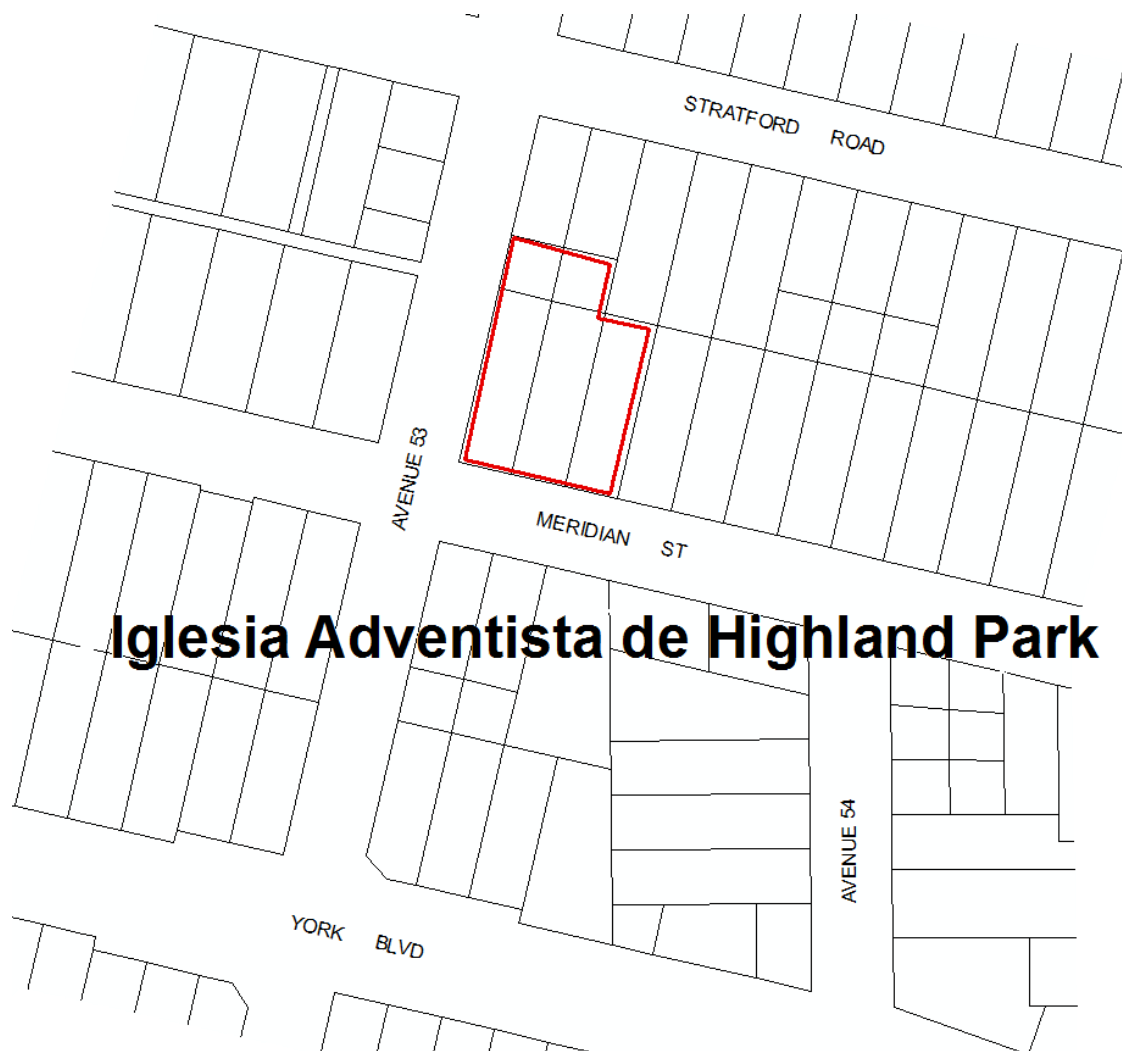 STRATFORD ROAD
AVENUE 53
MERIDIAN ST
Iglesia Adventista de Highland Park
AVENUE 54
YORK BLVD